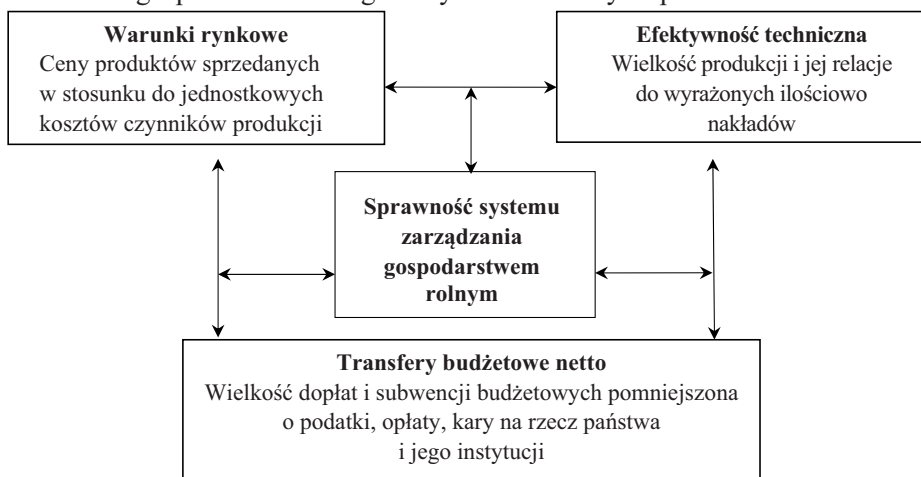 Warunki rynkowe
Ceny produktów sprzedanych
w stosunku do jednostkowych
kosztów czynników produkcji
Efektywność techniczna
Wielkość produkcji i jej relacje
do wyrażonych ilościowo
nakładów
Sprawność systemu
zarządzania
gospodarstwem
rolnym
Transfery budżetowe netto
Wielkość dopłat i subwencji budżetowych pomniejszona
o podatki, opłaty, kary na rzecz państwa
i jego instytucji